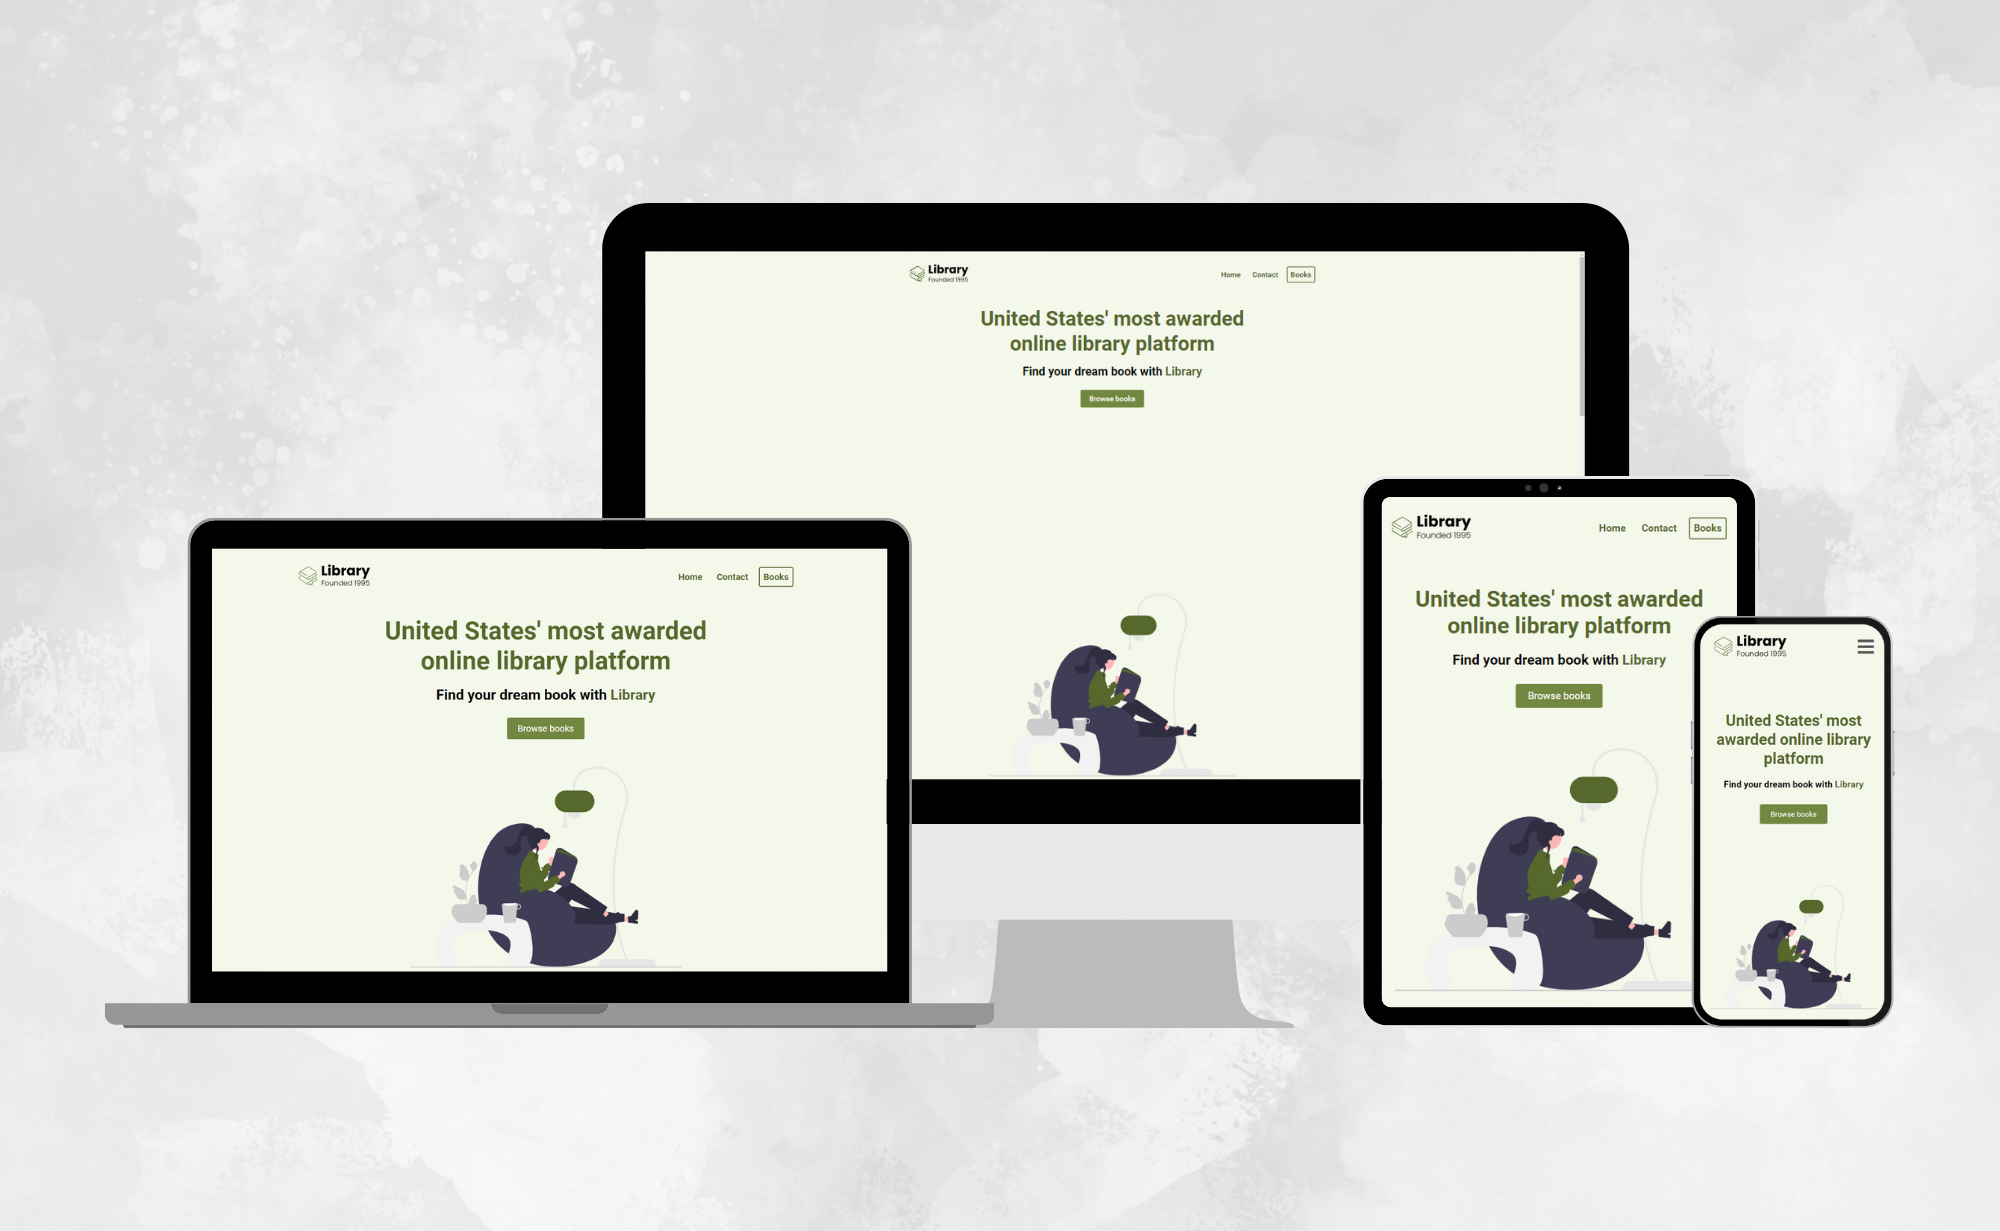 Library
Founded 1995
Home Contact Books
United States' most awarded
online library platform
Find your dream book with Library
Browse books
Library
Founded 1995
Home Contact Books
United States' most awarded
online library platform
Find your dream book with Library
Browse books
Library
Founded 1995
Home Contact Books
United States' most awarded
online library platform
Find your dream book with Library
Browse books
Library
Founded 1995
United States' most
awarded online library
platform
Find your dream book with Library
Browse books